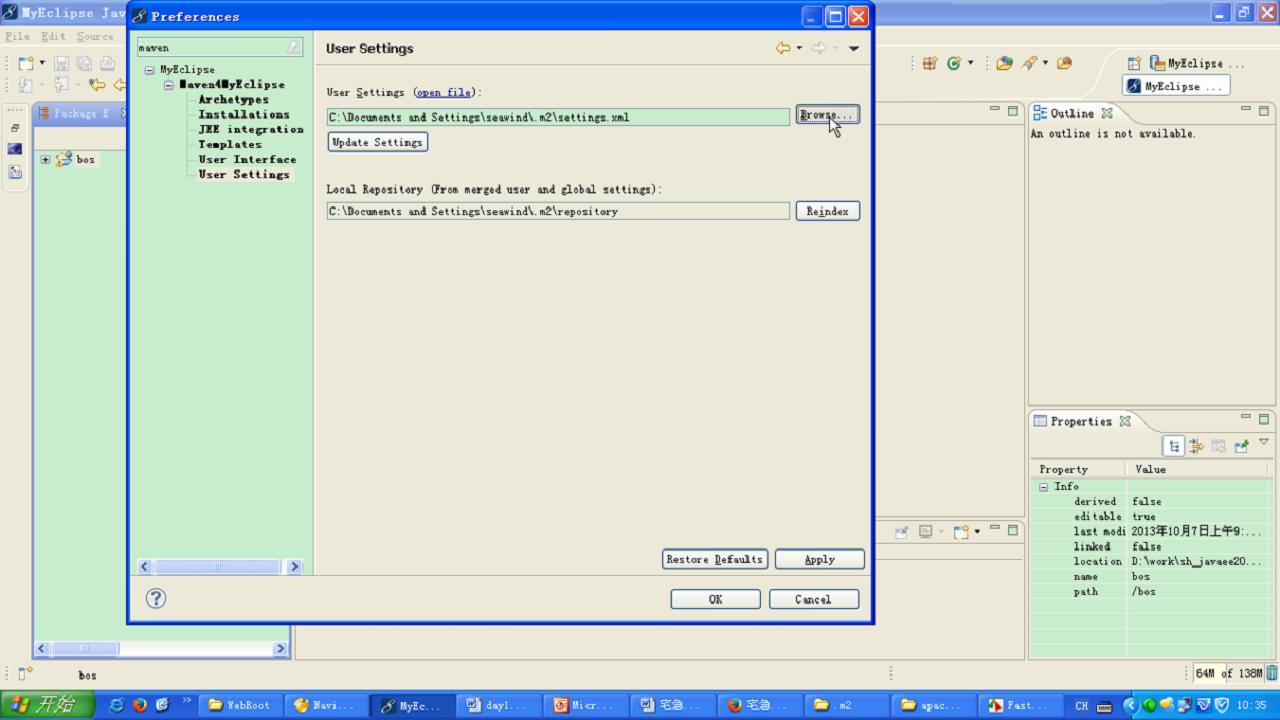 MyEclipse Jav
Preferences
File Edit Source
maven
User Settings
MyEclipse
Maven4MyEclipse
Archetypes
Installations
JEE integration
Templates
User Interface
User Settings
User Settings (open file):
C:\Documents and Settings\seawind\.m2\settings.xml
Browse...
Update Settings
Local Repository (From merged user and global settings):
C:\Documents and Settings\seawind\.m2\repository
Reindex
Restore Defaults
Apply
OK
Cancel
MyEclipse ...
MyEclipse ...
Package E
bos
Outline
An outline is not available.
Properties
Property Value
Info
derived false
editable true
last modi 2013年10月7日上午9:...
linked false
location D:\work\sh_javaee20...
name bos
path /bos
bos
64M of 138M
开始
WebRoot
Navi...
MyEc...
day1...
Micr...
宅急...
宅急...
.m2
apac...
Fast...
CH
10:35